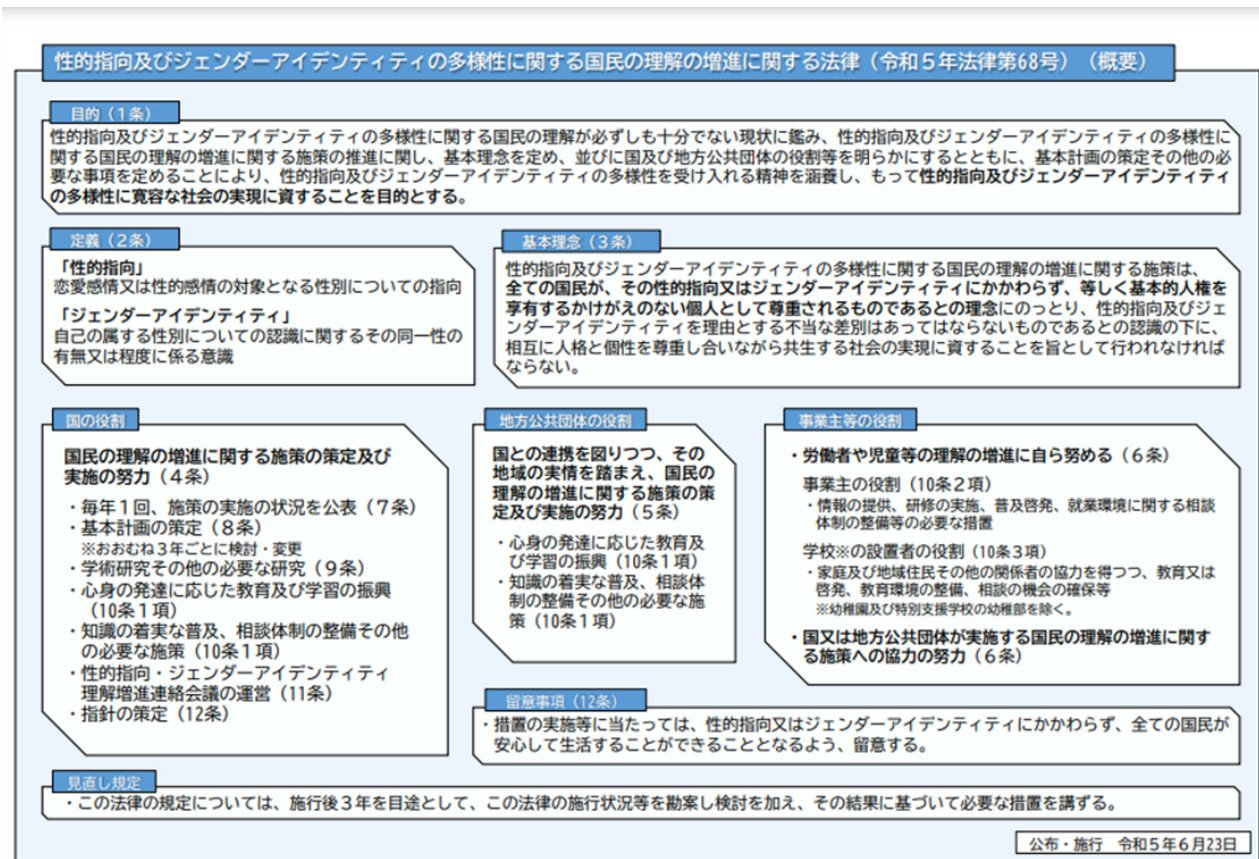 性的指向及びジェンダーアイデンティティの多様性に関する国民の理解の増進に関する法律（令和５年法律第68号）（概要）
目的（１条）
性的指向及びジェンダーアイデンティティの多様性に関する国民の理解が必ずしも十分でない現状に鑑み、性的指向及びジェンダーアイデンティティの多様性に
関する国民の理解の増進に関する施策の推進に関し、基本理念を定め、並びに国及び地方公共団体の役割等を明らかにするとともに、基本計画の策定その他の必
要な事項を定めることにより、性的指向及びジェンダーアイデンティティの多様性を受け入れる精神を涵養し、もって性的指向及びジェンダーアイデンティティ
の多様性に寛容な社会の実現に資することを目的とする。
定義（２条）
「性的指向」
恋愛感情又は性的感情の対象となる性別についての指向
「ジェンダーアイデンティティ」
自己の属する性別についての認識に関するその同一性の
有無又は程度に係る意識
基本理念（３条）
性的指向及びジェンダーアイデンティティの多様性に関する国民の理解の増進に関する施策は、
全ての国民が、その性的指向又はジェンダーアイデンティティにかかわらず、等しく基本的人権を
享有するかけがえのない個人として尊重されるものであるとの理念にのっとり、性的指向及びジェ
ンダーアイデンティティを理由とする不当な差別はあってはならないものであるとの認識の下に、
相互に人格と個性を尊重し合いながら共生する社会の実現に資することを旨として行われなければ
ならない。
国の役割
国民の理解の増進に関する施策の策定及び
実施の努力（４条）
・毎年１回、施策の実施の状況を公表（７条）
・基本計画の策定（８条）
※おおむね３年ごとに検討・変更
・学術研究その他の必要な研究（９条）
・心身の発達に応じた教育及び学習の振興
（10条１項）
・知識の着実な普及、相談体制の整備その他
の必要な施策（10条１項）
・性的指向・ジェンダーアイデンティティ
理解増進連絡会議の運営（11条）
・指針の策定（12条）
地方公共団体の役割
国との連携を図りつつ、その
地域の実情を踏まえ、国民の
理解の増進に関する施策の策
定及び実施の努力（５条）
・心身の発達に応じた教育及
び学習の振興（10条１項）
・知識の着実な普及、相談体
制の整備その他の必要な施
策（10条１項）
事業主等の役割
・労働者や児童等の理解の増進に自ら努める（６条）
事業主の役割（10条２項）
・情報の提供、研修の実施、普及啓発、就業環境に関する相談
体制の整備等の必要な措置
学校※の設置者の役割（10条３項）
・家庭及び地域住民その他の関係者の協力を得つつ、教育又は
啓発、教育環境の整備、相談の機会の確保等
※幼稚園及び特別支援学校の幼稚部を除く。
・国又は地方公共団体が実施する国民の理解の増進に関す
る施策への協力の努力（６条）
留意事項（12条）
・措置の実施等に当たっては、性的指向又はジェンダーアイデンティティにかかわらず、全ての国民が
安心して生活することができることとなるよう、留意する。
見直し規定
・この法律の規定については、施行後３年を目途として、この法律の施行状況等を勘案し検討を加え、その結果に基づいて必要な措置を講ずる。
公布・施行　令和５年６月23日